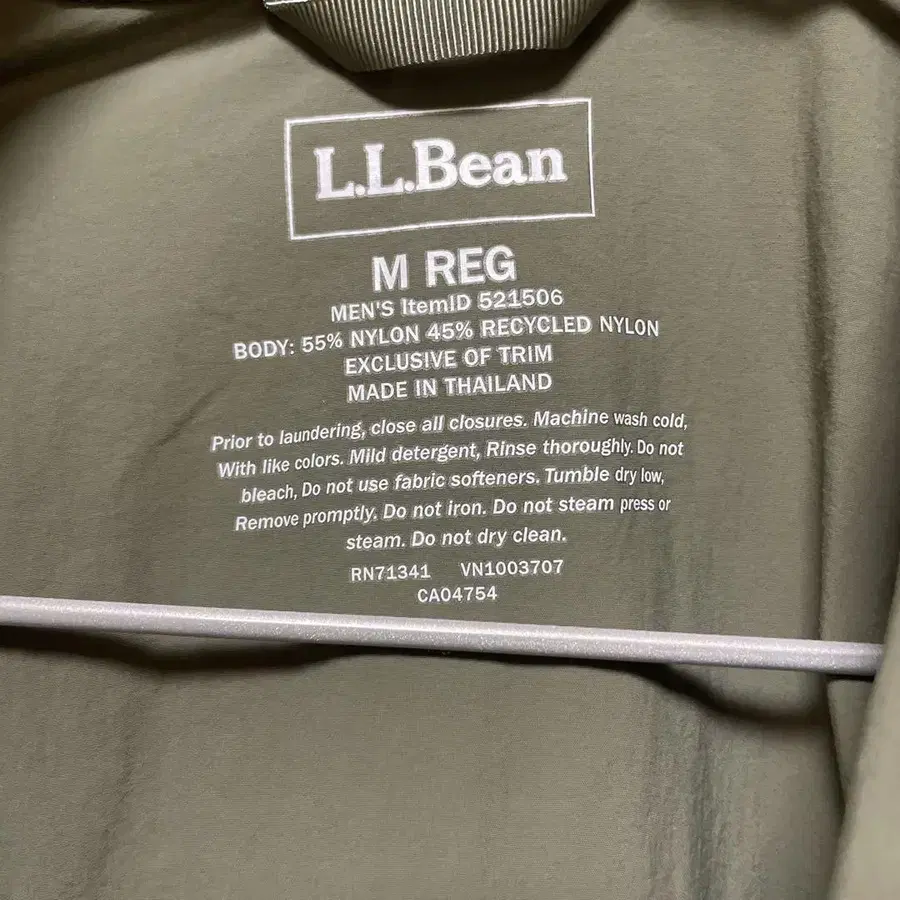 L.L.Bean
M REG
MEN'S ItemID 521506
BODY: 55% NYLON 45% RECYCLED NYLON
EXCLUSIVE OF TRIM
MADE IN THAILAND
Prior to laundering, close all closures. Machine wash cold,
With like colors. Mild detergent, Rinse thoroughly. Do not
bleach, Do not use fabric softeners. Tumble dry low,
Remove promptly. Do not iron. Do not steam press or
steam. Do not dry clean.
RN71341 VN1003707
CA04754